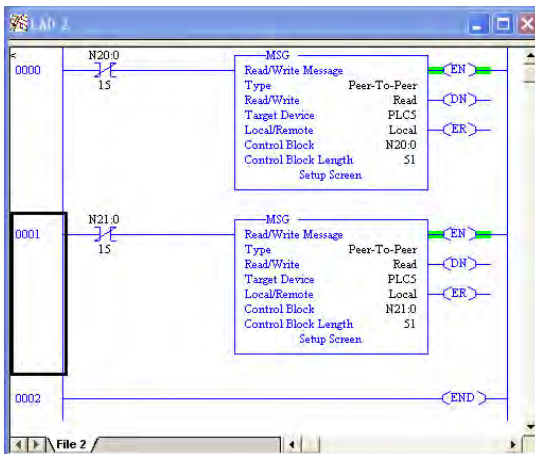 LAD 2
0000
N20:0
15
MSG
Read/Write Message
Type Peer-To-Peer
Read/Write Read
Target Device PLC5
Local/Remote Local
Control Block N20:0
Control Block Length 51
Setup Screen
EN
DN
ER
0001
N21:0
15
MSG
Read/Write Message
Type Peer-To-Peer
Read/Write Read
Target Device PLC5
Local/Remote Local
Control Block N21:0
Control Block Length 51
Setup Screen
EN
DN
ER
0002
END
File 2